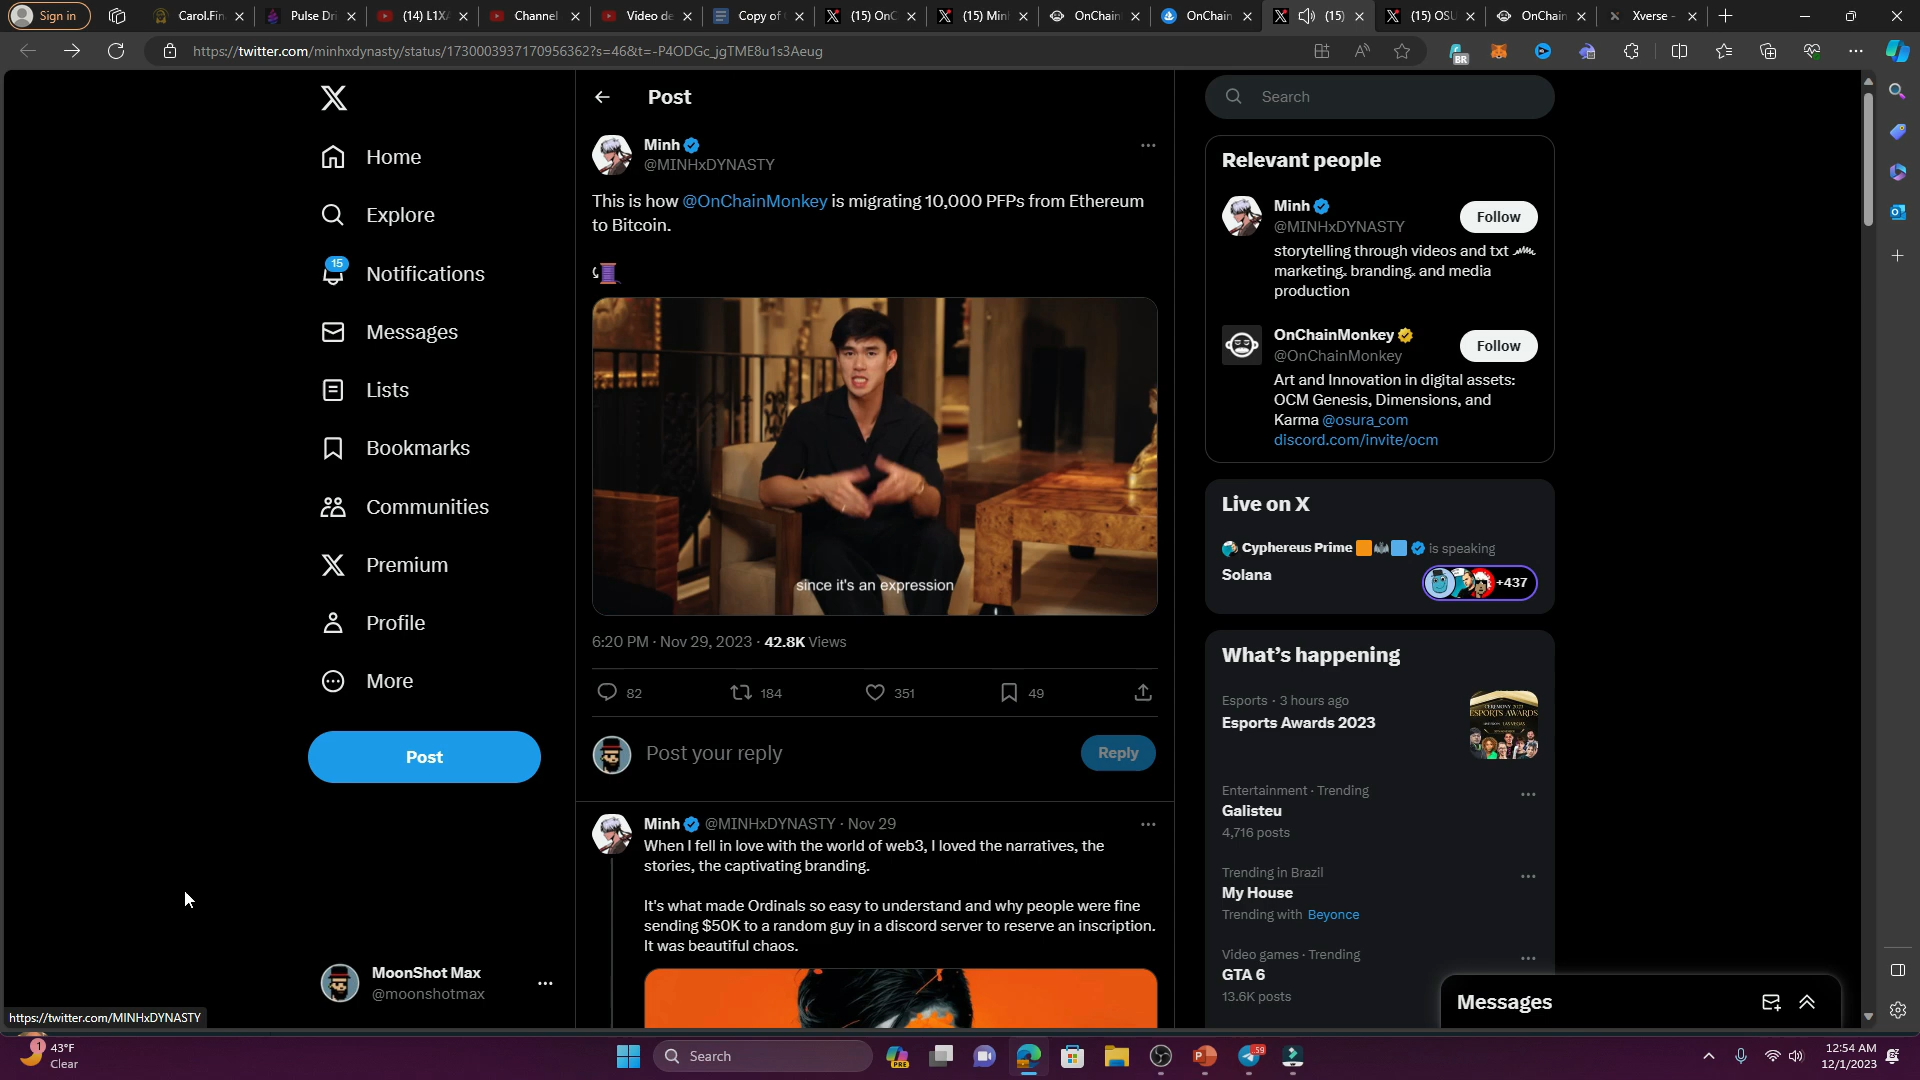 Sign in
Carol.Fin
Pulse Dri
(14) L1XA
Channel
Video de
Copy of
(15) OnC
(15) Minh
OnChain
OnChain
(15)
(15) OSU
OnChain
Xverse -
https://twitter.com/minhxdynasty/status/1730003937170956362?s=46&t=-P4ODGc_jgTME8u1s3Aeug
BR
Home
Explore
15
Notifications
Messages
Lists
Bookmarks
Communities
Premium
Profile
More
Post
MoonShot Max
@moonshotmax
https://twitter.com/MINHxDYNASTY
Post
Minh
@MINHxDYNASTY
This is how @OnChainMonkey is migrating 10,000 PFPs from Ethereum
to Bitcoin.
since it's an expression
6:20 PM · Nov 29, 2023 · 42.8K Views
82
184
351
49
Post your reply
Reply
Minh @MINHxDYNASTY · Nov 29
When I fell in love with the world of web3, I loved the narratives, the
stories, the captivating branding.
It's what made Ordinals so easy to understand and why people were fine
sending $50K to a random guy in a discord server to reserve an inscription.
It was beautiful chaos.
Search
Relevant people
Minh
@MINHxDYNASTY
Follow
storytelling through videos and txt
marketing. branding. and media
production
OnChainMonkey
@OnChainMonkey
Follow
Art and Innovation in digital assets:
OCM Genesis, Dimensions, and
Karma @osura_com
discord.com/invite/ocm
Live on X
Cyphereus Prime is speaking
Solana
+437
What's happening
Esports · 3 hours ago
Esports Awards 2023
ESPORTS AWARDS
Entertainment · Trending
Galisteu
4,716 posts
Trending in Brazil
My House
Trending with Beyonce
Video games · Trending
GTA 6
13.6K posts
Messages
1
43°F
Clear
Search
PRE
59
12:54 AM
12/1/2023